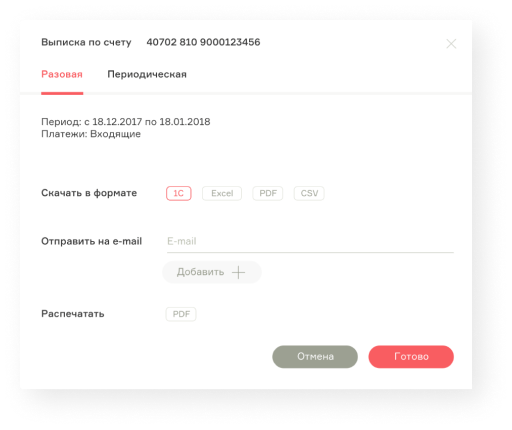 Выписка по счету 40702 810 9000123456
Разовая Периодическая
Период: с 18.12.2017 по 18.01.2018
Платежи: Входящие
Скачать в формате 1C Excel PDF CSV
Отправить на e-mail E-mail
Добавить
Распечатать PDF
Отмена Готово